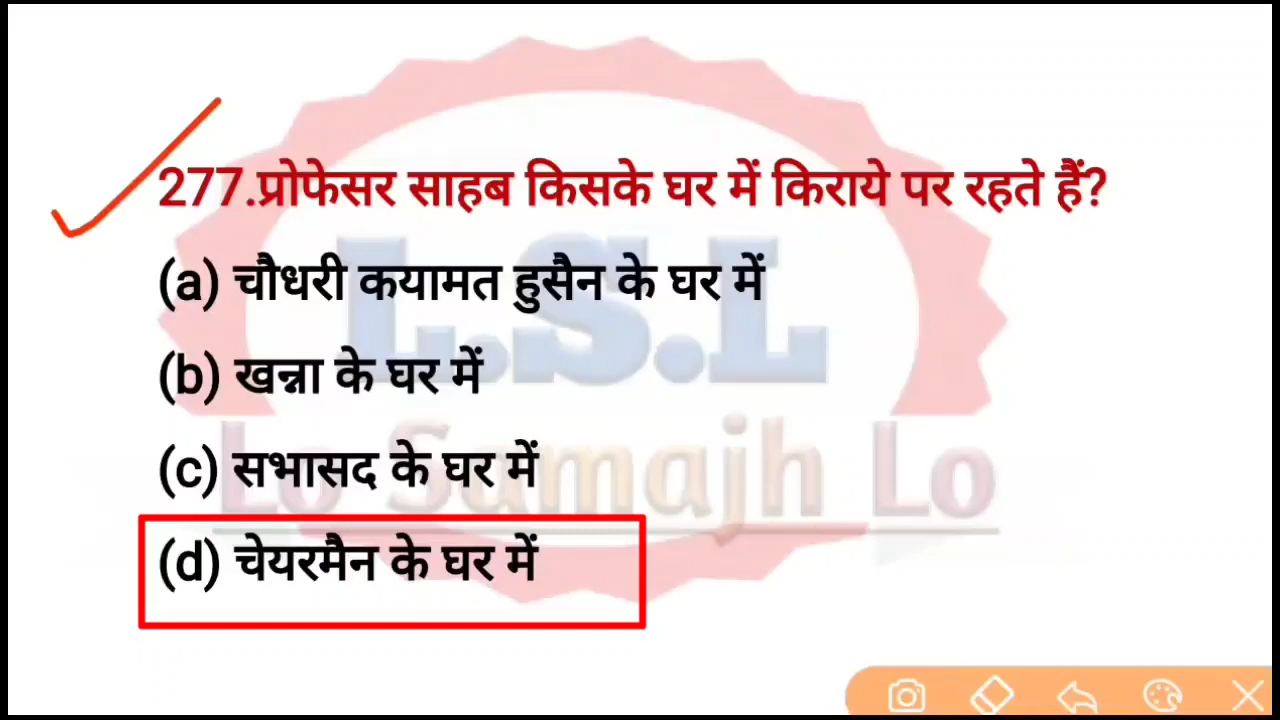 277.प्रोफेसर साहब किसके घर में किराये पर रहते हैं?
(a) चौधरी कयामत हुसैन के घर में
(b) खन्ना के घर में
(c) सभासद के घर में
(d) चेयरमैन के घर में
L.S.L
Lo Samajh Lo